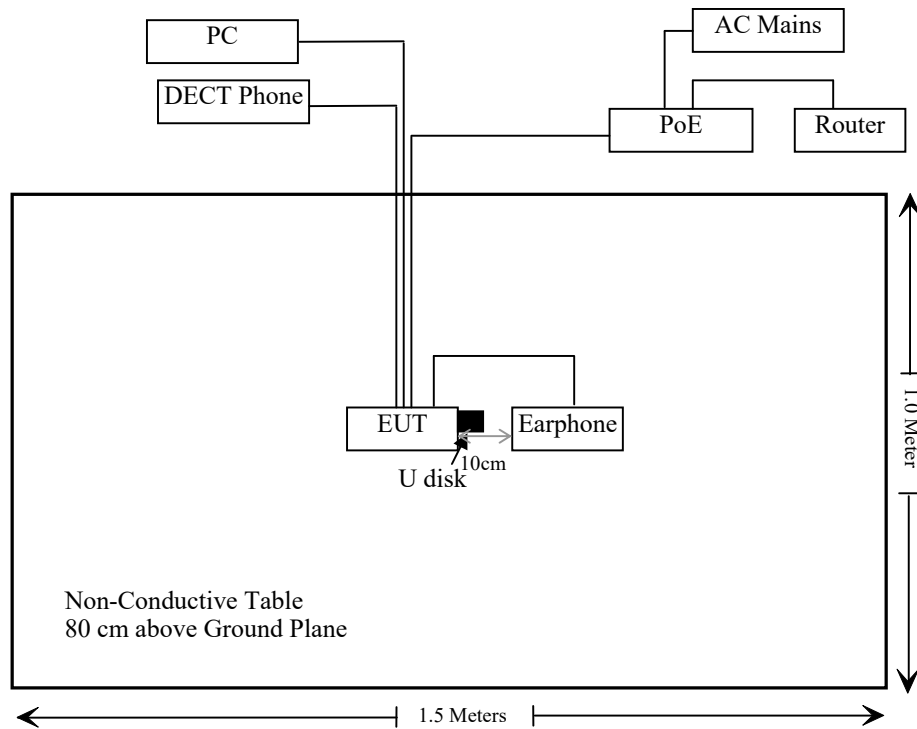 PC
AC Mains
DECT Phone
PoE
Router
EUT
Earphone
10cm
U disk
1.0 Meter
Non-Conductive Table
80 cm above Ground Plane
1.5 Meters